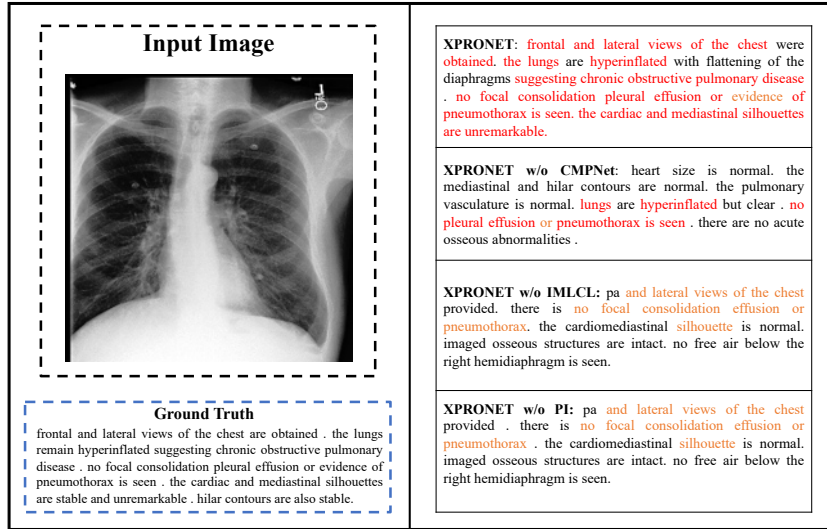 Input Image
Ground Truth
frontal and lateral views of the chest are obtained . the lungs
remain hyperinflated suggesting chronic obstructive pulmonary
disease . no focal consolidation pleural effusion or evidence of
pneumothorax is seen . the cardiac and mediastinal silhouettes
are stable and unremarkable . hilar contours are also stable.
XPRONET: frontal and lateral views of the chest were
obtained. the lungs are hyperinflated with flattening of the
diaphragms suggesting chronic obstructive pulmonary disease
. no focal consolidation pleural effusion or evidence of
pneumothorax is seen. the cardiac and mediastinal silhouettes
are unremarkable.
XPRONET w/o CMPNet: heart size is normal. the
mediastinal and hilar contours are normal. the pulmonary
vasculature is normal. lungs are hyperinflated but clear . no
pleural effusion or pneumothorax is seen . there are no acute
osseous abnormalities .
XPRONET w/o IMLCL: pa and lateral views of the chest
provided. there is no focal consolidation effusion or
pneumothorax. the cardiomediastinal silhouette is normal.
imaged osseous structures are intact. no free air below the
right hemidiaphragm is seen.
XPRONET w/o PI: pa and lateral views of the chest
provided . there is no focal consolidation effusion or
pneumothorax . the cardiomediastinal silhouette is normal.
imaged osseous structures are intact. no free air below the
right hemidiaphragm is seen.